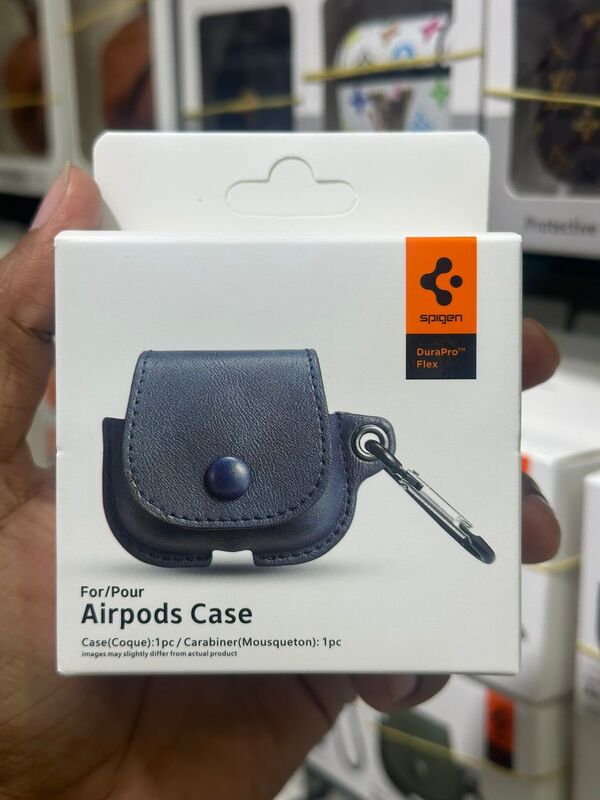 spigen
DuraPro™
Flex
For/Pour
Airpods Case
Case(Coque):1pc / Carabiner(Mousqueton): 1pc
images may slightly differ from actual product
Protective